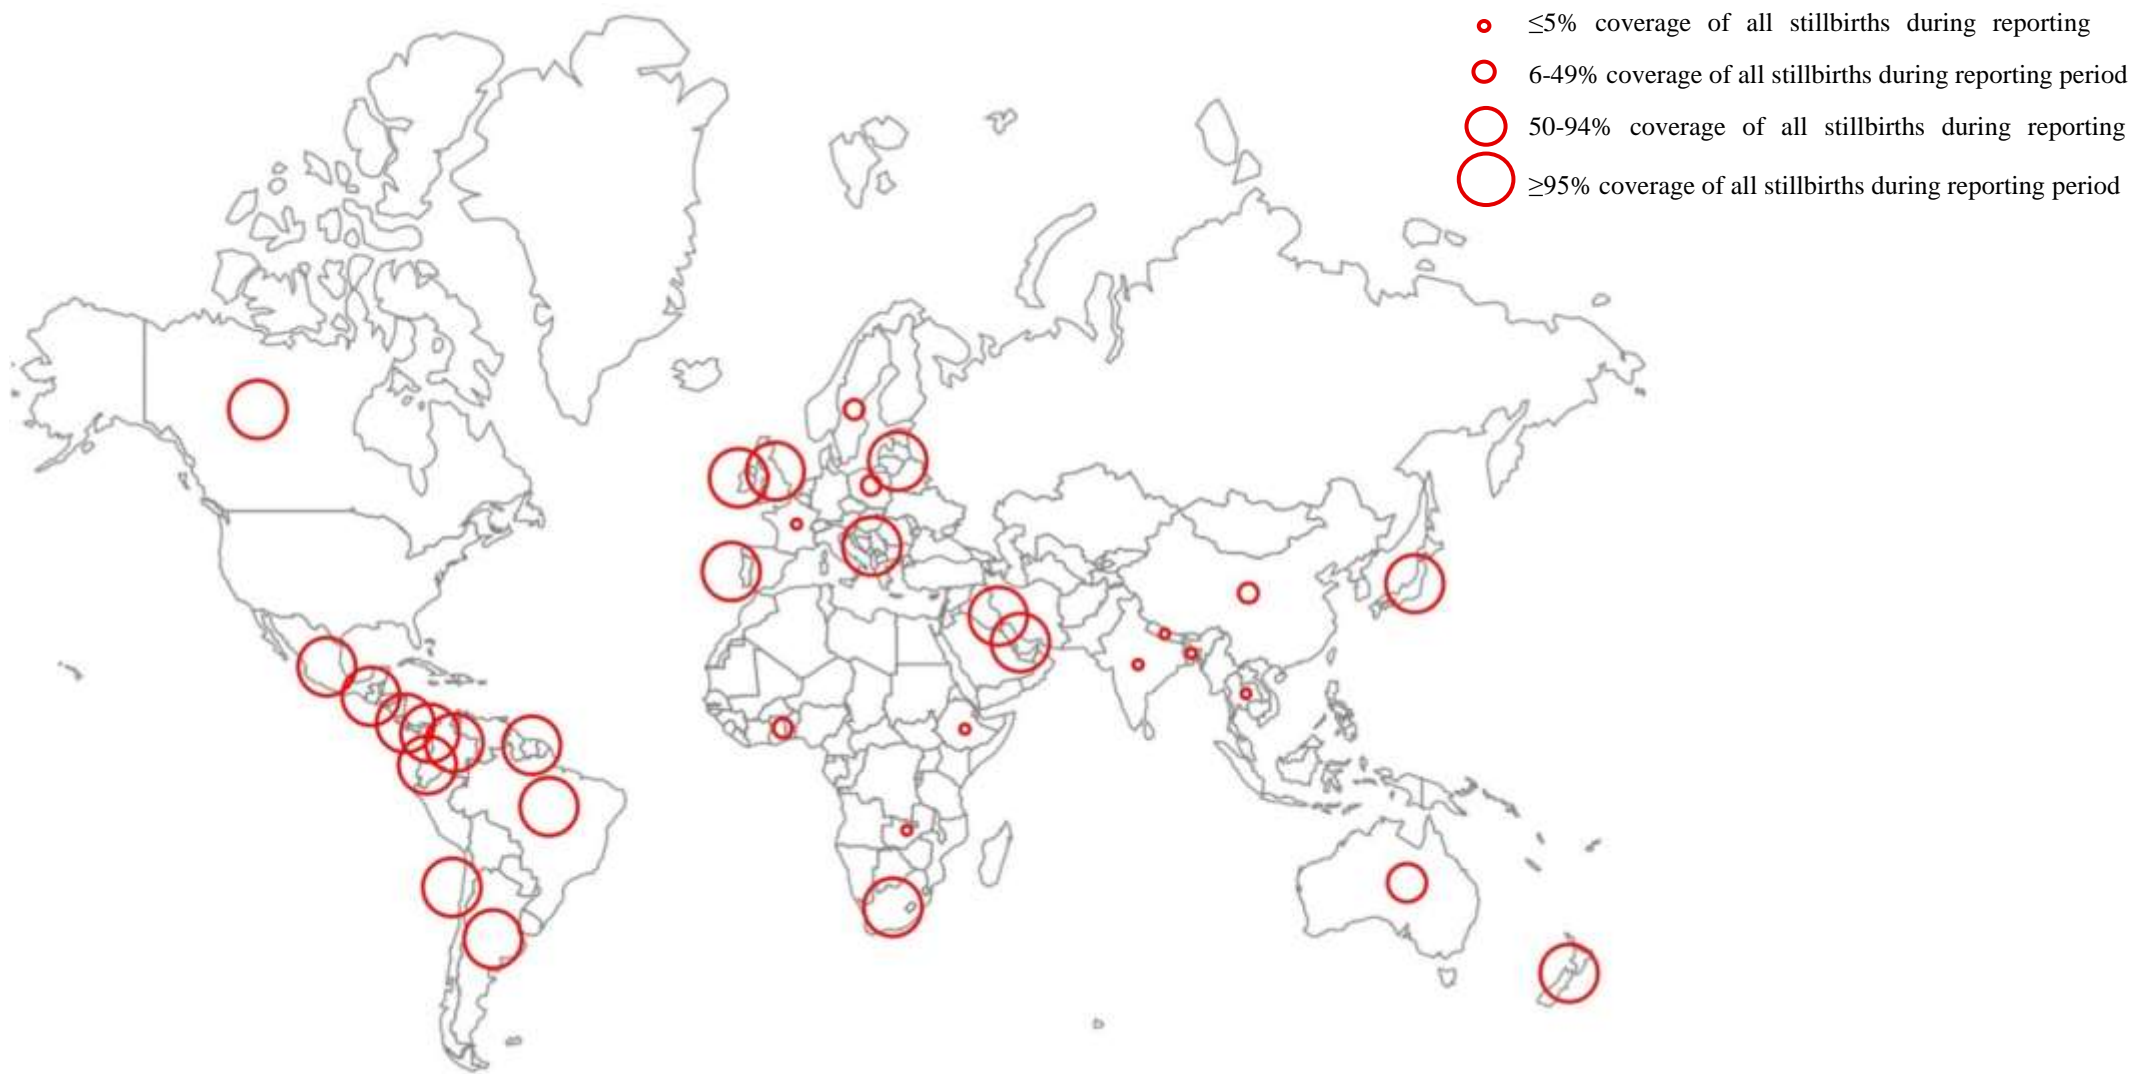 ≤5% coverage of all stillbirths during reporting
6-49% coverage of all stillbirths during reporting period
50-94% coverage of all stillbirths during reporting
≥95% coverage of all stillbirths during reporting period